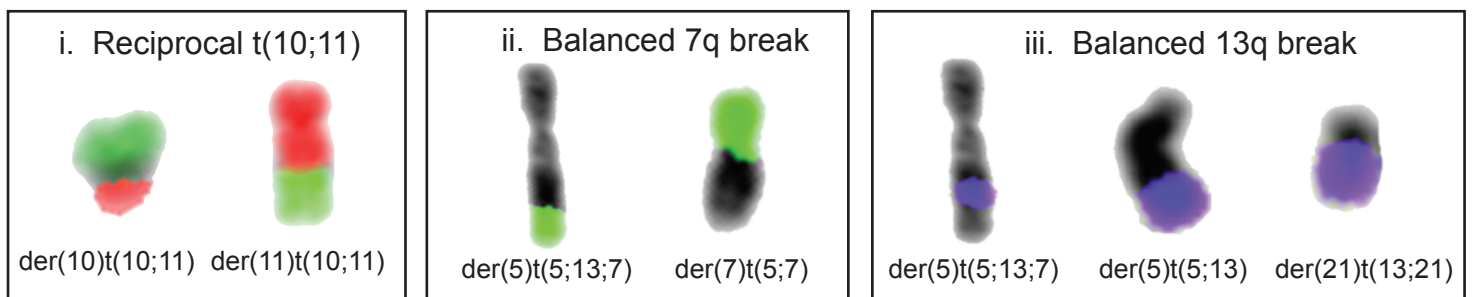 i. Reciprocal t(10;11)
der(10)t(10;11) der(11)t(10;11)
ii. Balanced 7q break
der(5)t(5;13;7) der(7)t(5;7)
iii. Balanced 13q break
der(5)t(5;13;7) der(5)t(5;13) der(21)t(13;21)